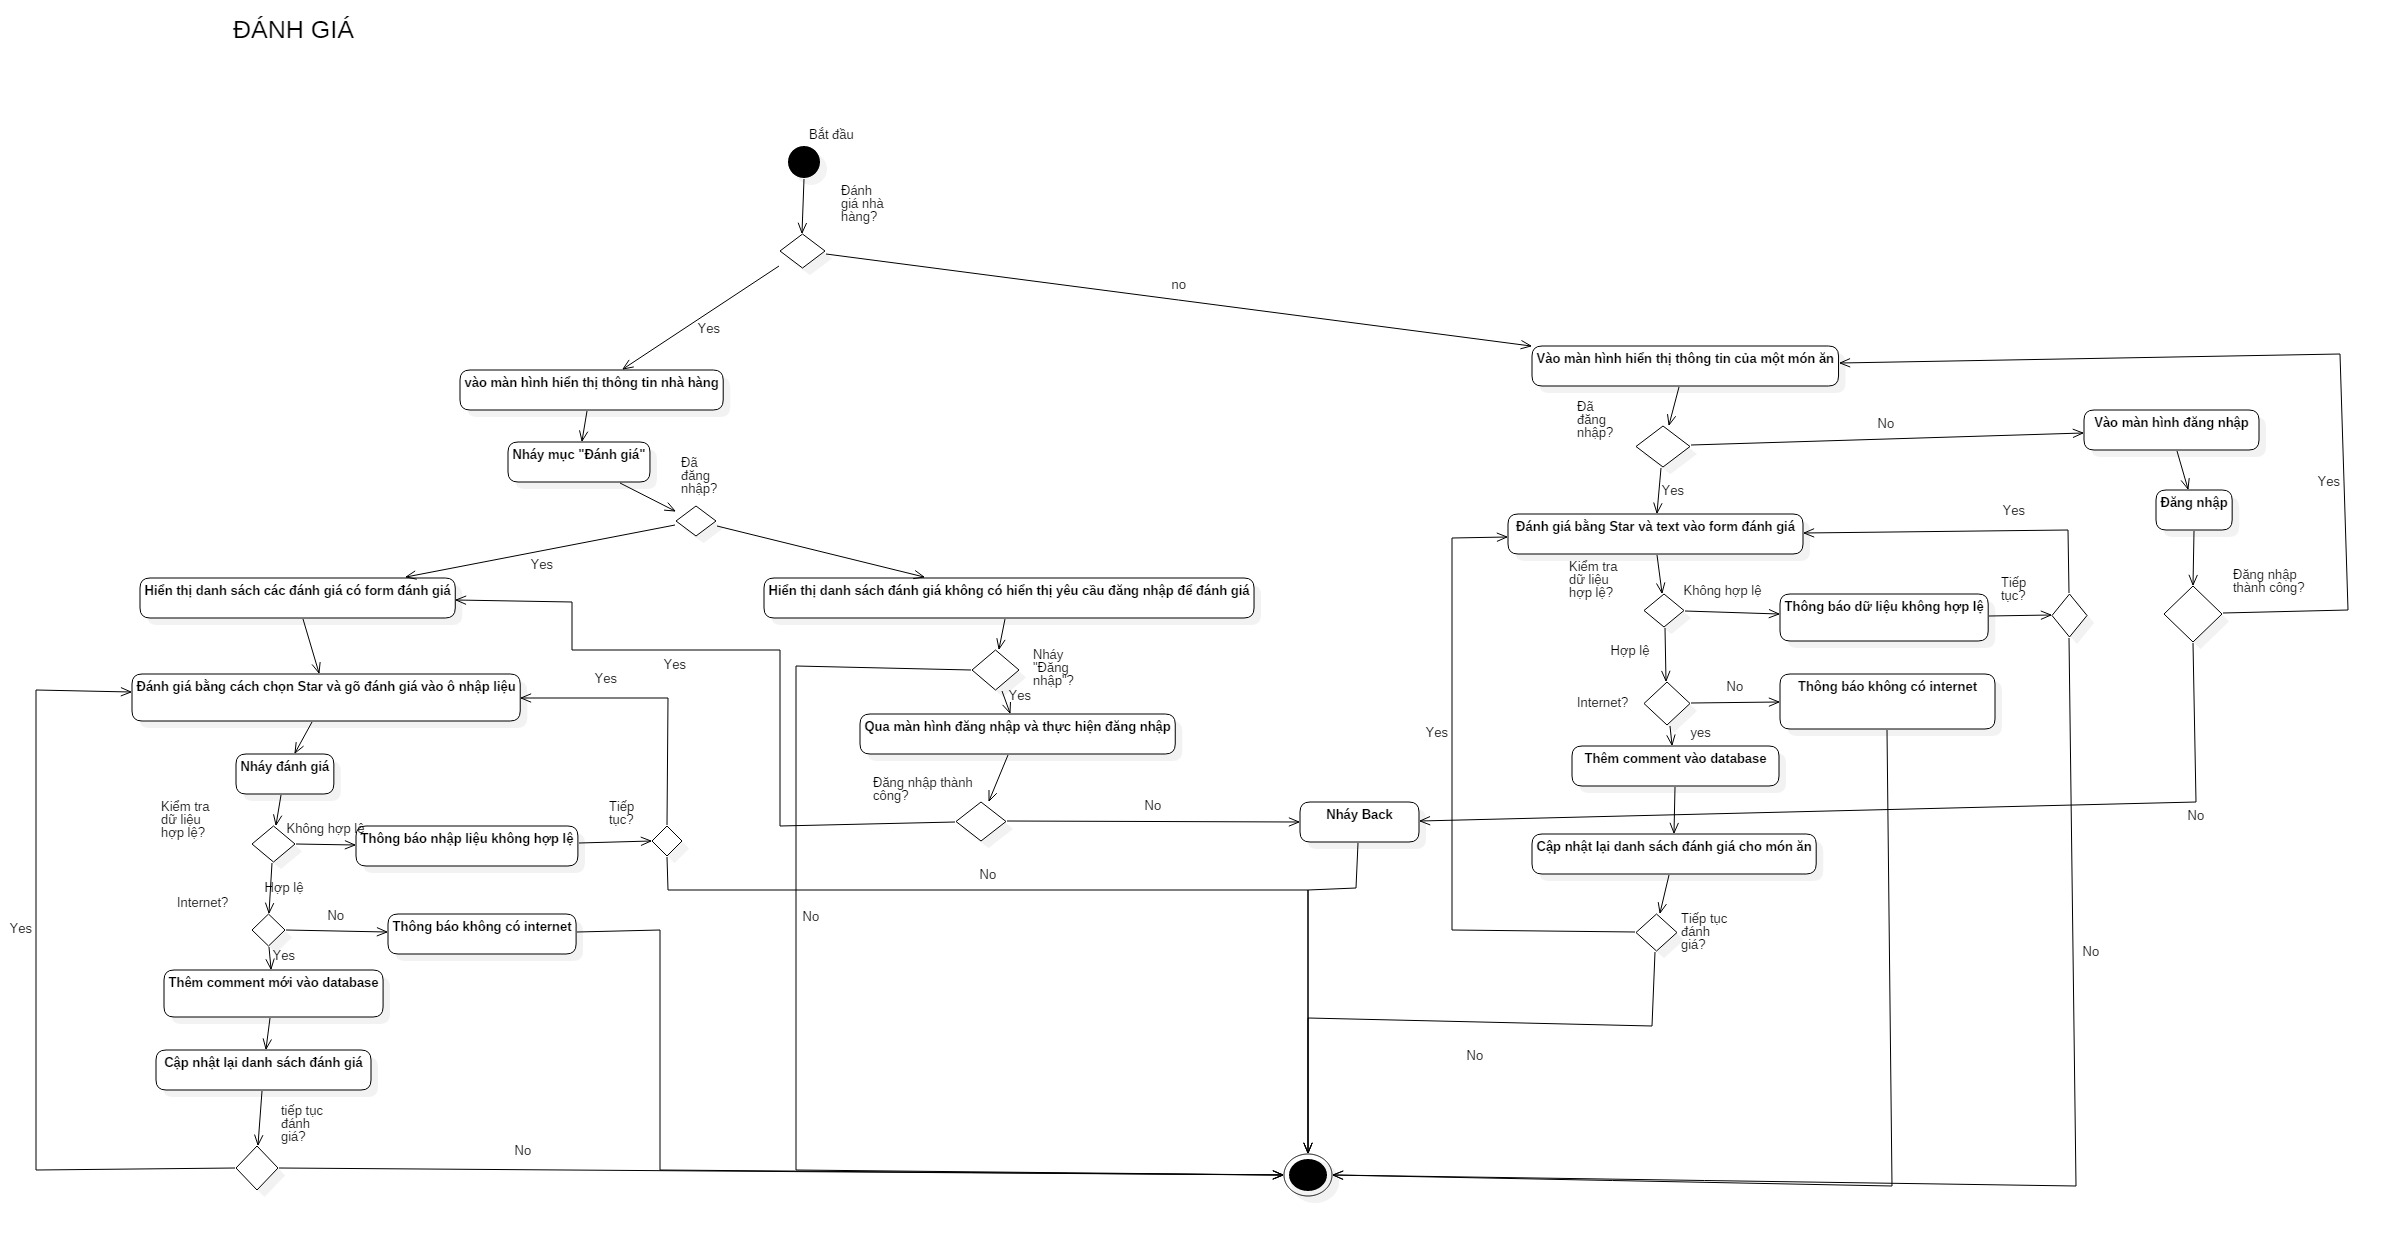 ĐÁNH GIÁ
Bắt đầu
Đánh
giá nhà
hàng?
no
Yes
vào màn hình hiển thị thông tin nhà hàng
Vào màn hình hiển thị thông tin của một món ăn
Nháy mục "Đánh giá"
Đã
đăng
nhập?
Đã
đăng
nhập?
No
Vào màn hình đăng nhập
Yes
Yes
Đăng nhập
Yes
Đánh giá bằng Star và text vào form đánh giá
Yes
Yes
Hiển thị danh sách các đánh giá có form đánh giá
Hiển thị danh sách đánh giá không có hiển thị yêu cầu đăng nhập để đánh giá
Kiểm tra
dữ liệu
hợp lệ?
Không hợp lệ
Thông báo dữ liệu không hợp lệ
Tiếp
tục?
Đăng nhập
thành công?
Nháy
"Đăng
nhập"?
Yes
Yes
Yes
Hợp lệ
Đánh giá bằng cách chọn Star và gõ đánh giá vào ô nhập liệu
Internet?
No
Thông báo không có internet
Qua màn hình đăng nhập và thực hiện đăng nhập
Yes
yes
Nháy đánh giá
Thêm comment vào database
Đăng nhập thành
công?
No
Nháy Back
No
Kiểm tra
dữ liệu
hợp lệ?
Không hợp lệ
Thông báo nhập liệu không hợp lệ
Tiếp
tục?
Cập nhật lại danh sách đánh giá cho món ăn
No
Hợp lệ
Internet?
No
Thông báo không có internet
No
Tiếp tục
đánh
giá?
Yes
Yes
No
Thêm comment mới vào database
No
Cập nhật lại danh sách đánh giá
tiếp tục
đánh
giá?
No